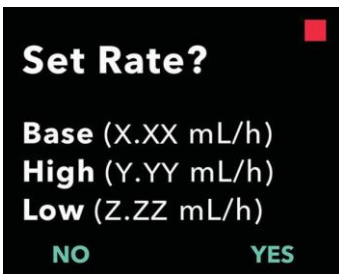 Set Rate?
Base (X.XX mL/h)
High (Y.YY mL/h)
Low (Z.ZZ mL/h)
NO YES